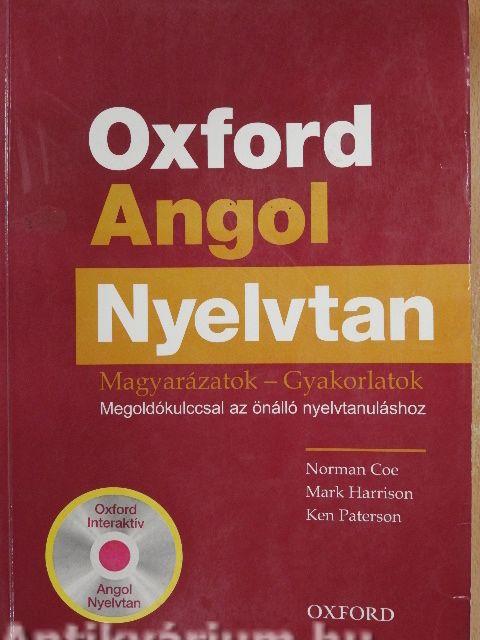 Oxford
Angol
Nyelvtan
Magyarázatok – Gyakorlatok
Megoldókulccsal az önálló nyelvtanuláshoz
Norman Coe
Mark Harrison
Ken Paterson
Oxford
Interaktív
Angol
Nyelvtan
OXFORD
Antikvárium.hu